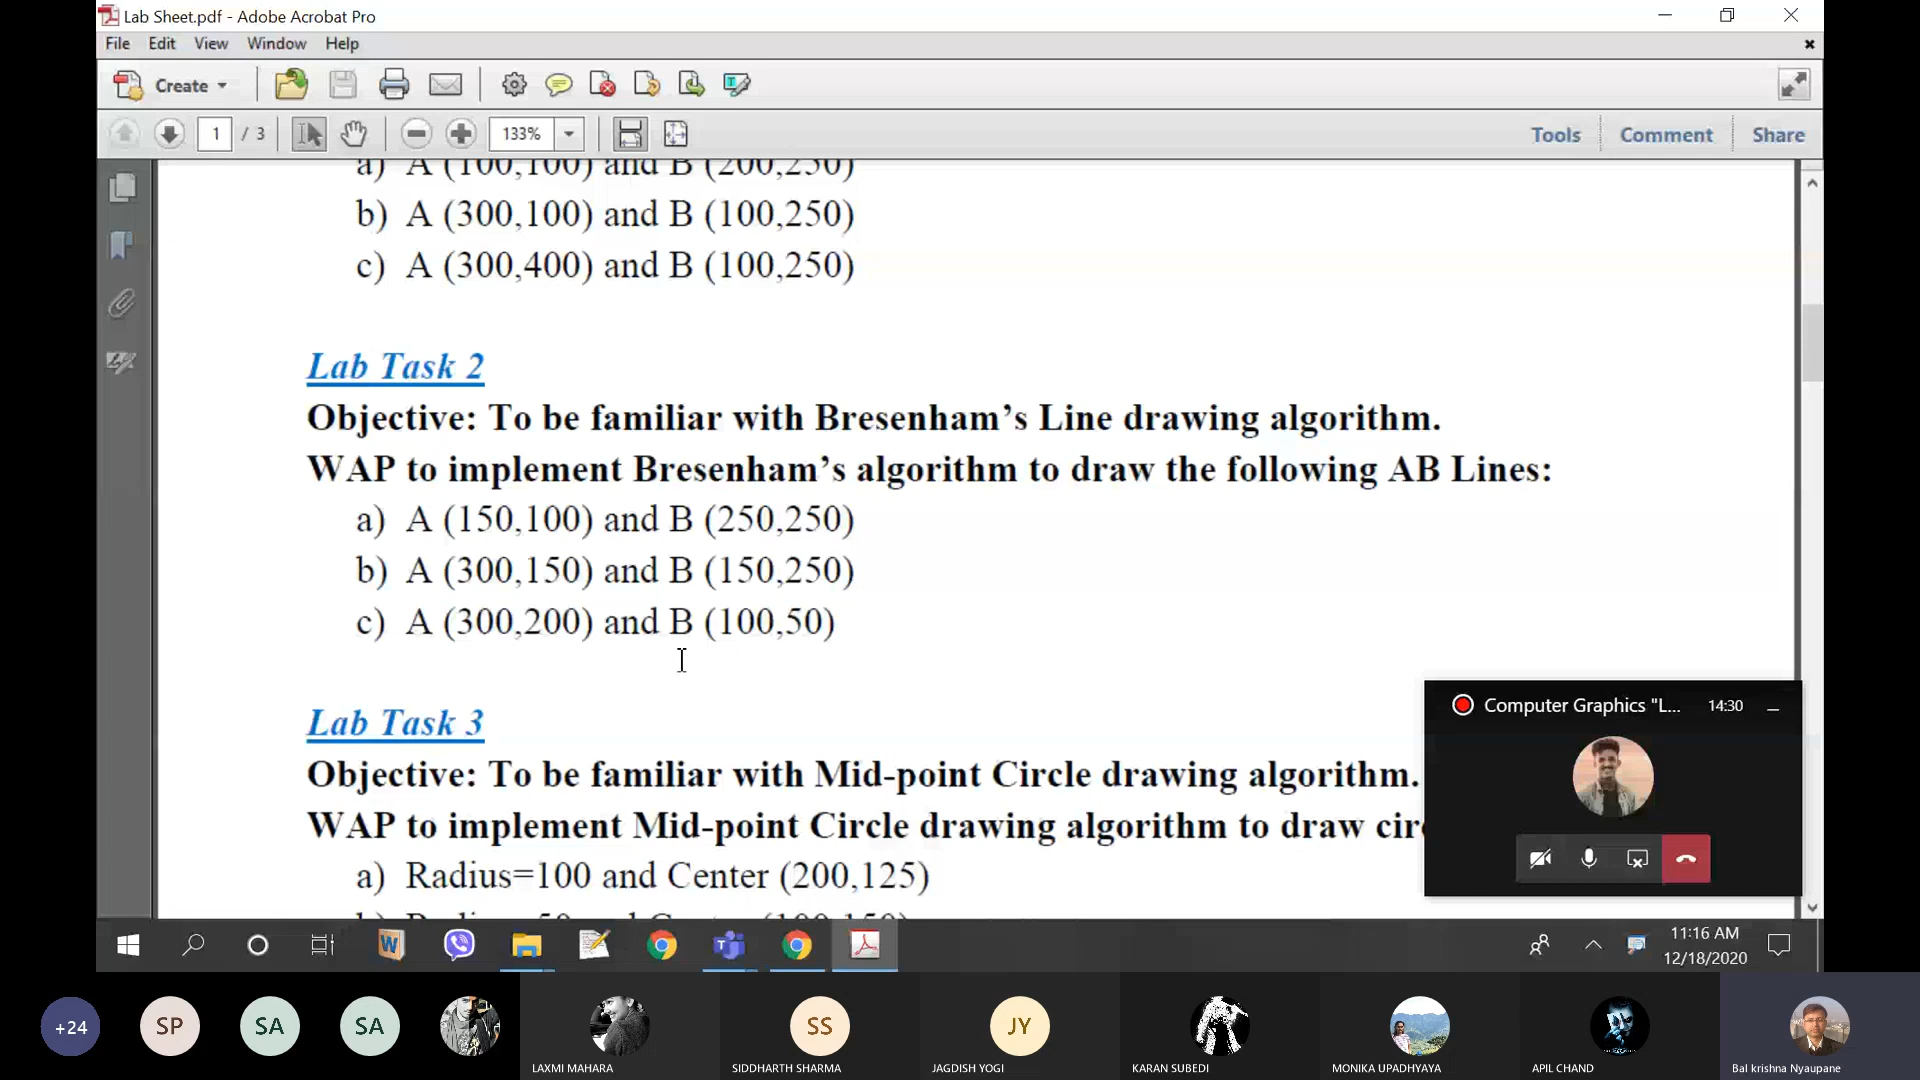 Lab Sheet.pdf - Adobe Acrobat Pro
File Edit View Window Help
Create
1 / 3 133% Tools Comment Share
a) A (100,100) and B (200,250)
b) A (300,100) and B (100,250)
c) A (300,400) and B (100,250)
Lab Task 2
Objective: To be familiar with Bresenham’s Line drawing algorithm.
WAP to implement Bresenham’s algorithm to draw the following AB Lines:
a) A (150,100) and B (250,250)
b) A (300,150) and B (150,250)
c) A (300,200) and B (100,50)
Lab Task 3
Objective: To be familiar with Mid-point Circle drawing algorithm.
WAP to implement Mid-point Circle drawing algorithm to draw cir
a) Radius=100 and Center (200,125)
Computer Graphics "L... 14:30
11:16 AM
12/18/2020
+24 SP SA SA SS JY
LAXMI MAHARA SIDDHARTH SHARMA JAGDISH YOGI KARAN SUBEDI MONIKA UPADHYAYA APIL CHAND Bal krishna Nyaupane